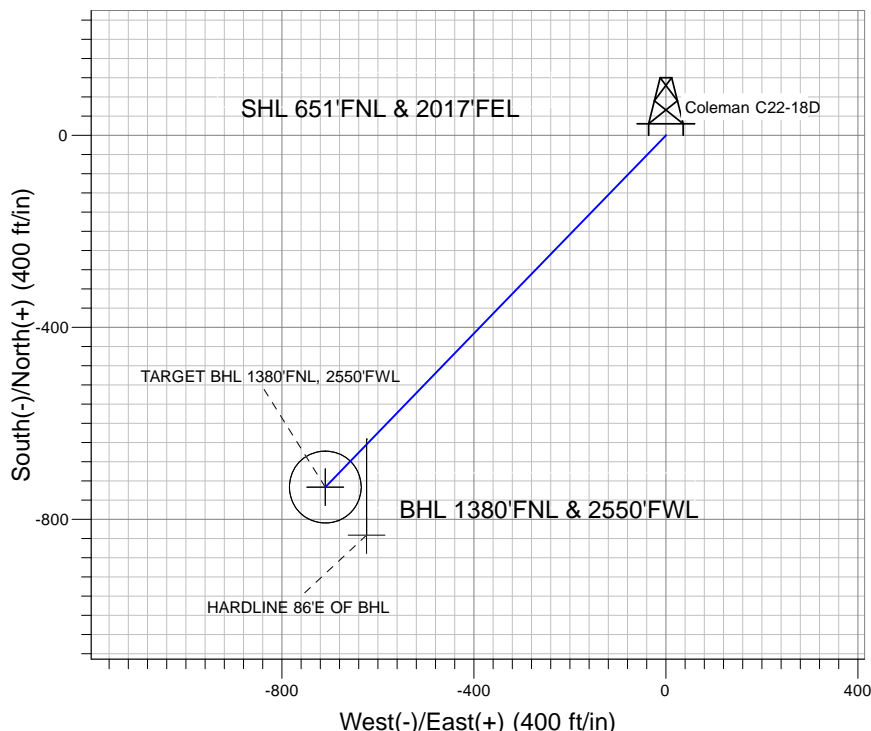 SHL 651'FNL & 2017'FEL
Coleman C22-18D
0
South(-)/North(+) (400 ft/in)
-400
TARGET BHL 1380'FNL, 2550'FWL
-800
BHL 1380'FNL & 2550'FWL
HARDLINE 86'E OF BHL
-800
-400
0
400
West(-)/East(+) (400 ft/in)